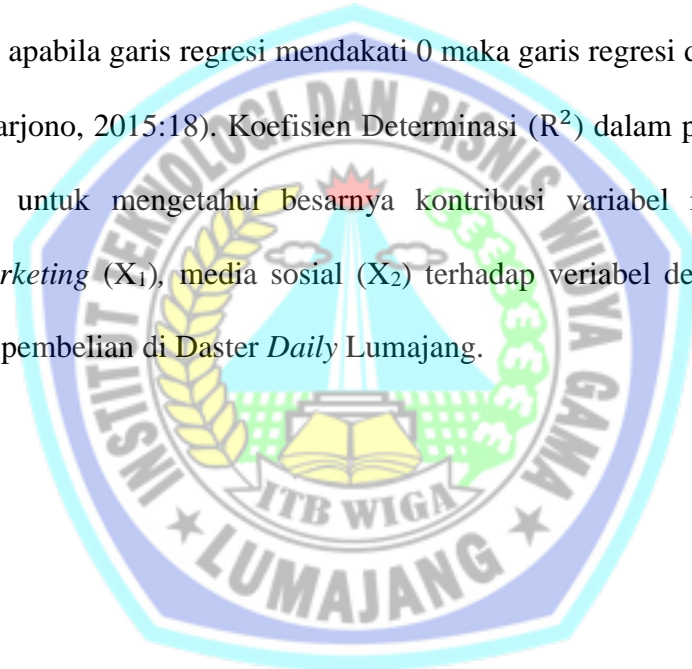 apabila garis regresi mendakati 0 maka garis regresi
arjono, 2015:18). Koefisien Determinasi (R²) dalam
untuk mengetahui besarnya kontribusi variabel
rketing (X₁), media sosial (X₂) terhadap veriabel de
pembelian di Daster Daily Lumajang.
INSTITUT TEKNOLOGI DAN BISNIS WIDYA GAMA
ITB WIGA
LUMAJANG